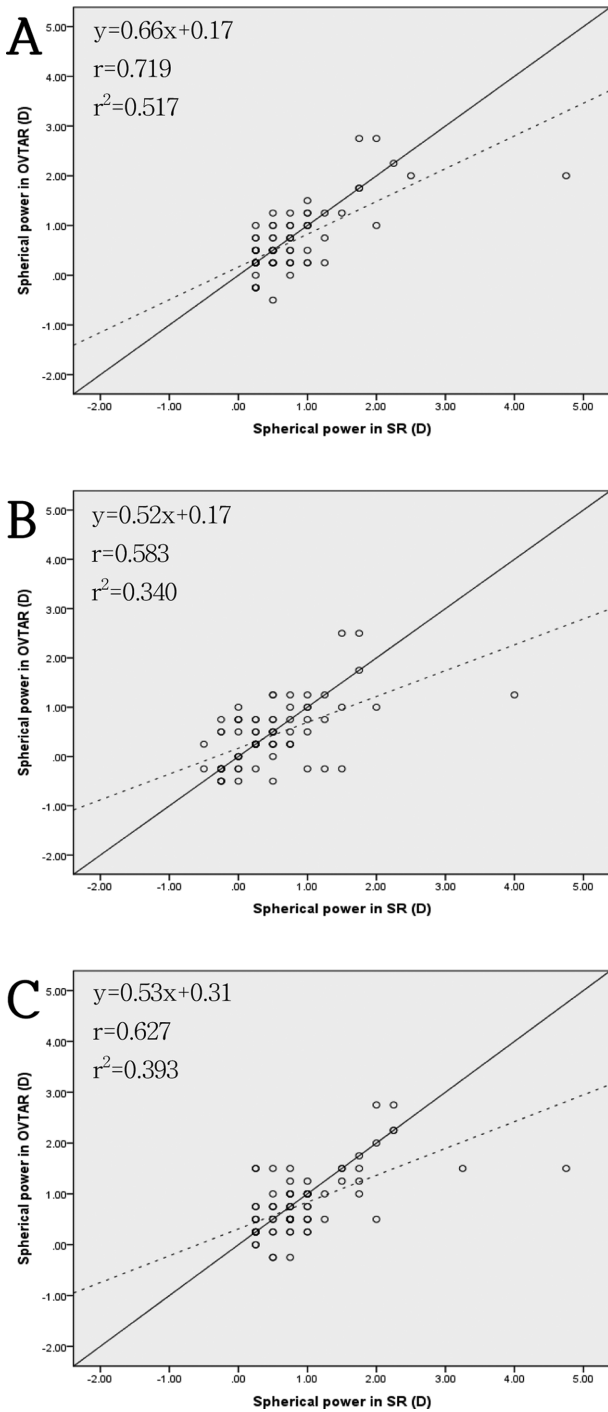 A
y=0.66x+0.17
r=0.719
r²=0.517
Spherical power in OVTAR (D)
5.00
4.00
3.00
2.00
1.00
.00
-1.00
-2.00
-2.00 -1.00 .00 1.00 2.00 3.00 4.00 5.00
Spherical power in SR (D)
B
y=0.52x+0.17
r=0.583
r²=0.340
Spherical power in OVTAR (D)
5.00
4.00
3.00
2.00
1.00
.00
-1.00
-2.00
-2.00 -1.00 .00 1.00 2.00 3.00 4.00 5.00
Spherical power in SR (D)
C
y=0.53x+0.31
r=0.627
r²=0.393
Spherical power in OVTAR (D)
5.00
4.00
3.00
2.00
1.00
.00
-1.00
-2.00
-2.00 -1.00 .00 1.00 2.00 3.00 4.00 5.00
Spherical power in SR (D)